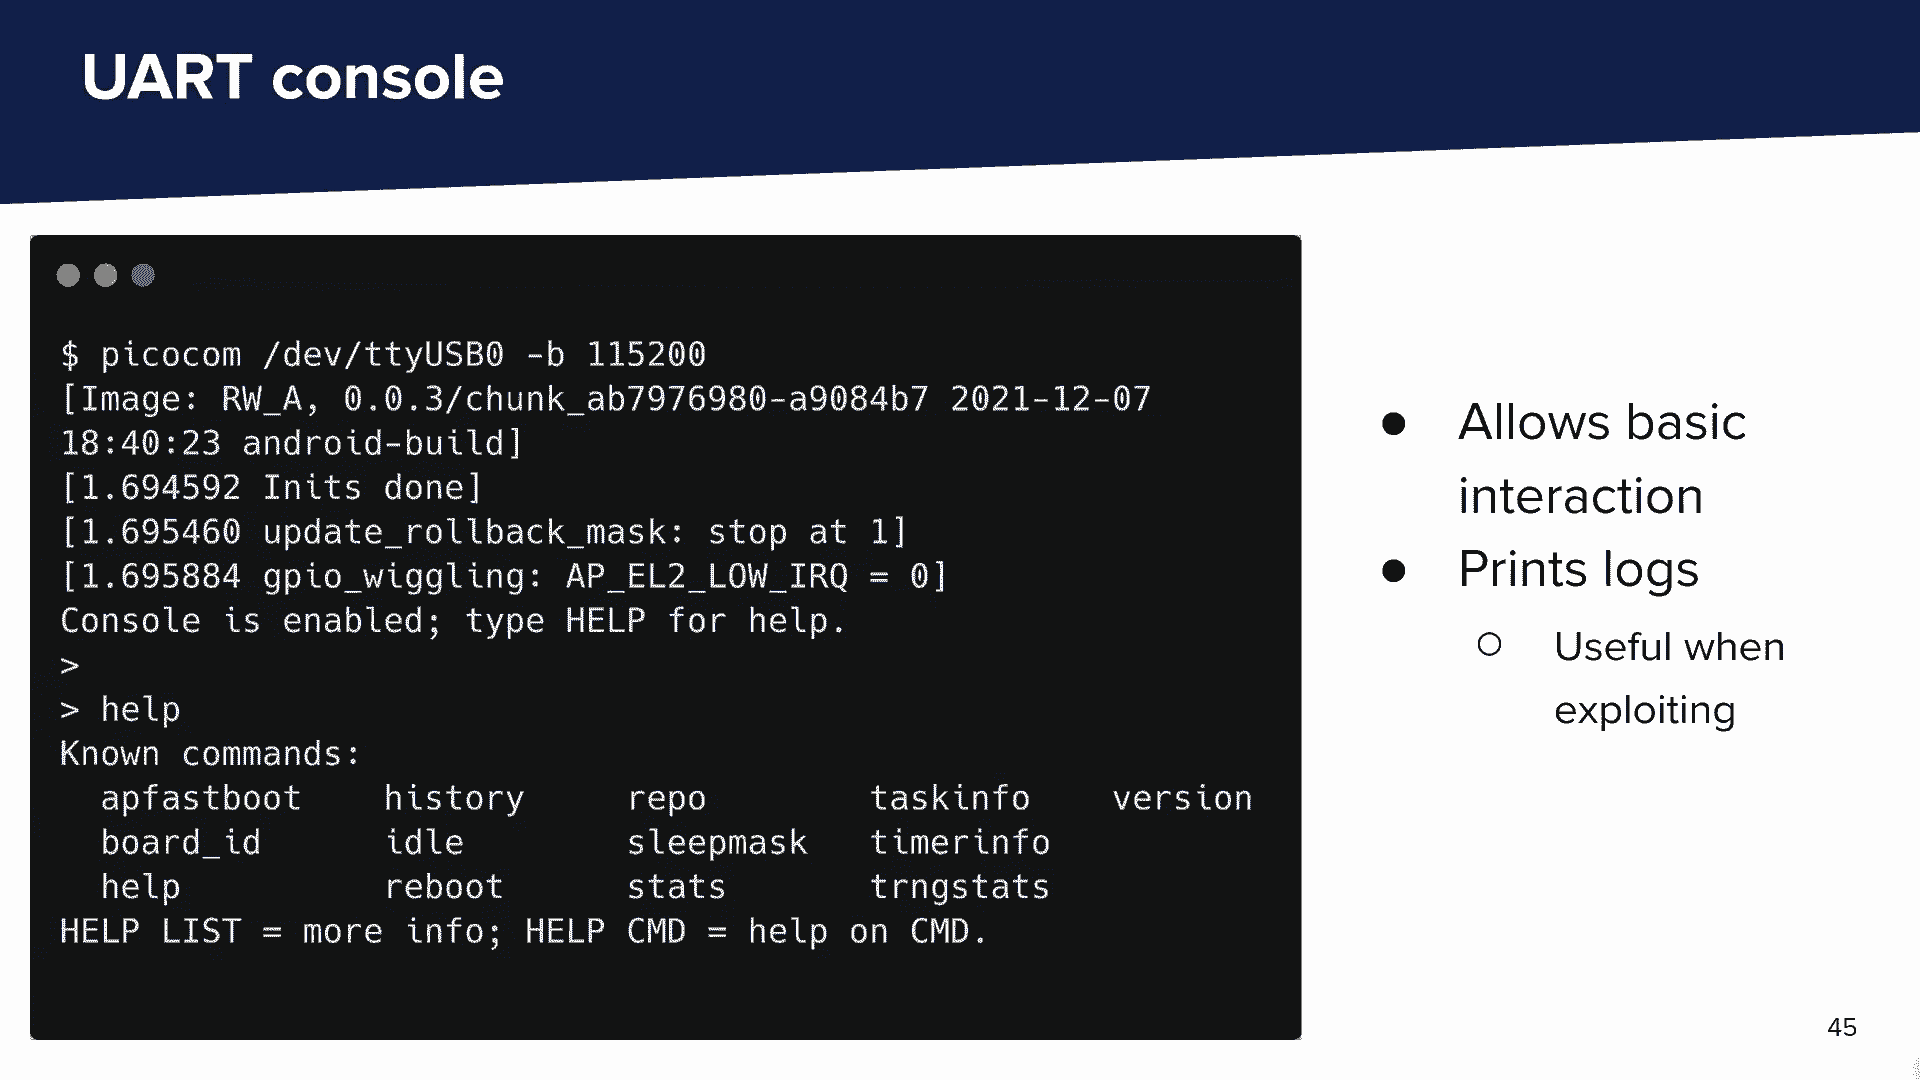 UART console
$ picocom /dev/ttyUSB0 -b 115200
[Image: RW_A, 0.0.3/chunk_ab7976980-a9084b7 2021-12-07
18:40:23 android-build]
[1.694592 Inits done]
[1.695460 update_rollback_mask: stop at 1]
[1.695884 gpio_wiggling: AP_EL2_LOW_IRQ = 0]
Console is enabled; type HELP for help.
>
> help
Known commands:
  apfastboot    history     repo        taskinfo    version
  board_id      idle        sleepmask   timerinfo
  help          reboot      stats       trngstats
HELP LIST = more info; HELP CMD = help on CMD.
● Allows basic
interaction
● Prints logs
○ Useful when
exploiting
45